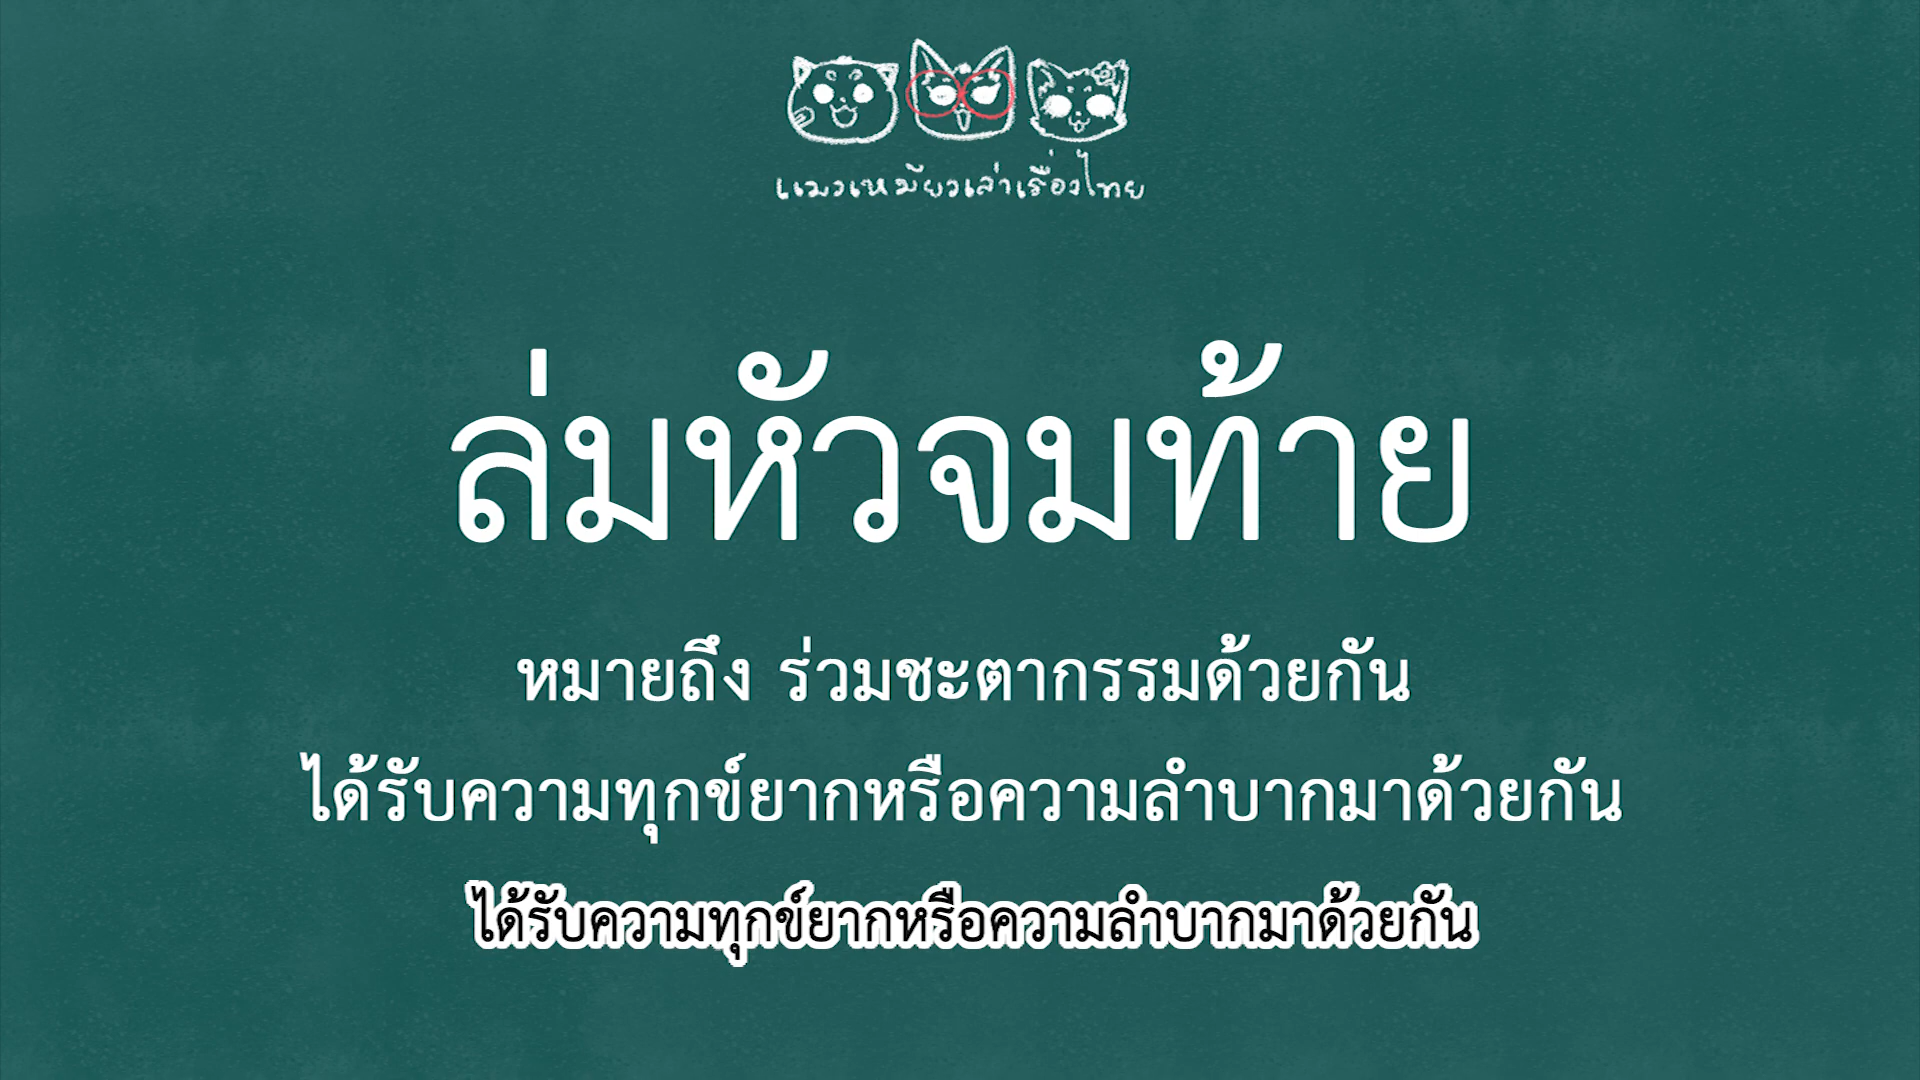 แมวเหมียวเล่าเรื่องไทย
ล่มหัวจมท้าย
หมายถึง ร่วมชะตากรรมด้วยกัน
ได้รับความทุกข์ยากหรือความลำบากมาด้วยกัน
ได้รับความทุกข์ยากหรือความลำบากมาด้วยกัน